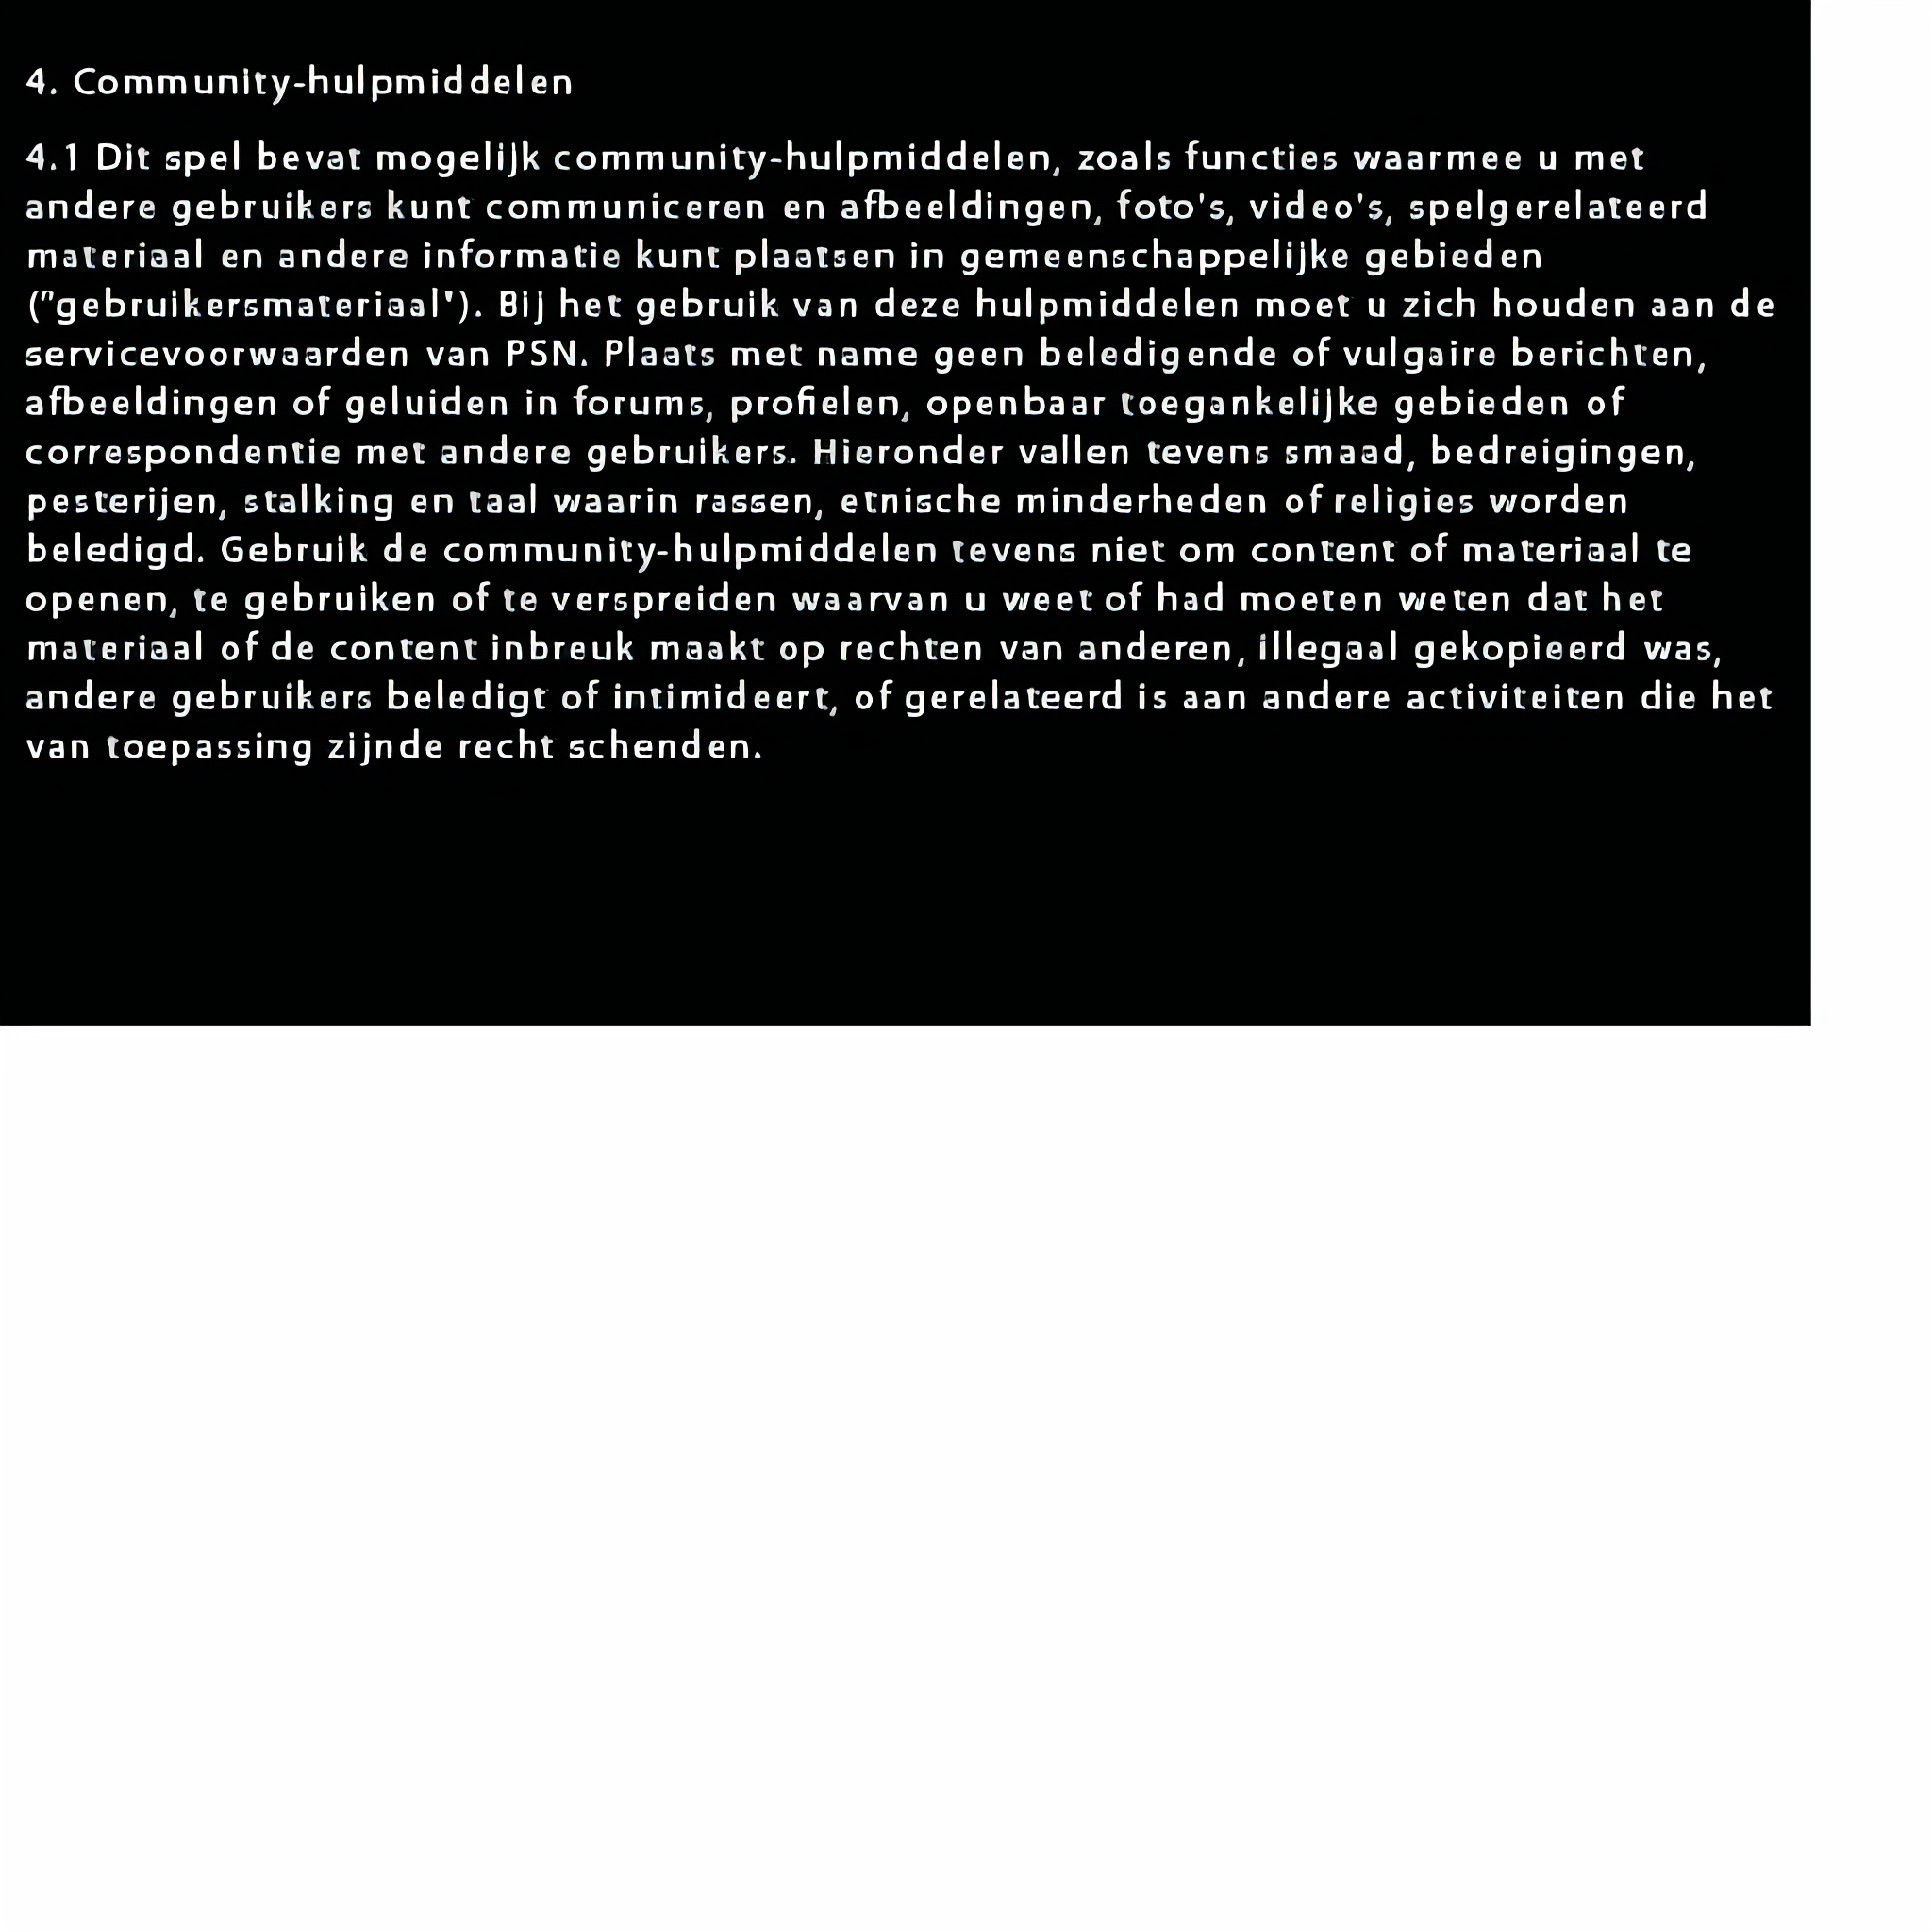 4. Community-hulpmiddelen
4.1 Dit spel bevat mogelijk community-hulpmiddelen, zoals functies waarmee u met
andere gebruikers kunt communiceren en afbeeldingen, foto's, video's, spelgerelateerd
materiaal en andere informatie kunt plaatsen in gemeenschappelijke gebieden
("gebruikersmateriaal"). Bij het gebruik van deze hulpmiddelen moet u zich houden aan de
servicevoorwaarden van PSN. Plaats met name geen beledigende of vulgaire berichten,
afbeeldingen of geluiden in forums, profielen, openbaar toegankelijke gebieden of
correspondentie met andere gebruikers. Hieronder vallen tevens smaad, bedreigingen,
pesterijen, stalking en taal waarin rassen, etnische minderheden of religies worden
beledigd. Gebruik de community-hulpmiddelen tevens niet om content of materiaal te
openen, te gebruiken of te verspreiden waarvan u weet of had moeten weten dat het
materiaal of de content inbreuk maakt op rechten van anderen, illegaal gekopieerd was,
andere gebruikers beledigt of intimideert, of gerelateerd is aan andere activiteiten die het
van toepassing zijnde recht schenden.